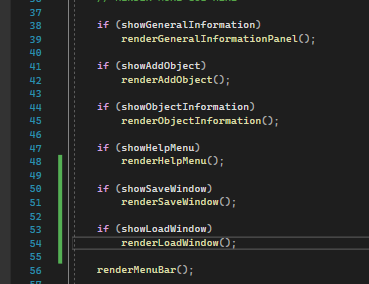 37
38 if (showGeneralInformation)
39 renderGeneralInformationPanel();
40
41 if (showAddObject)
42 renderAddObject();
43
44 if (showObjectInformation)
45 renderObjectInformation();
46
47 if (showHelpMenu)
48 renderHelpMenu();
49
50 if (showSaveWindow)
51 renderSaveWindow();
52
53 if (showLoadWindow)
54 renderLoadWindow();
55
56 renderMenuBar();